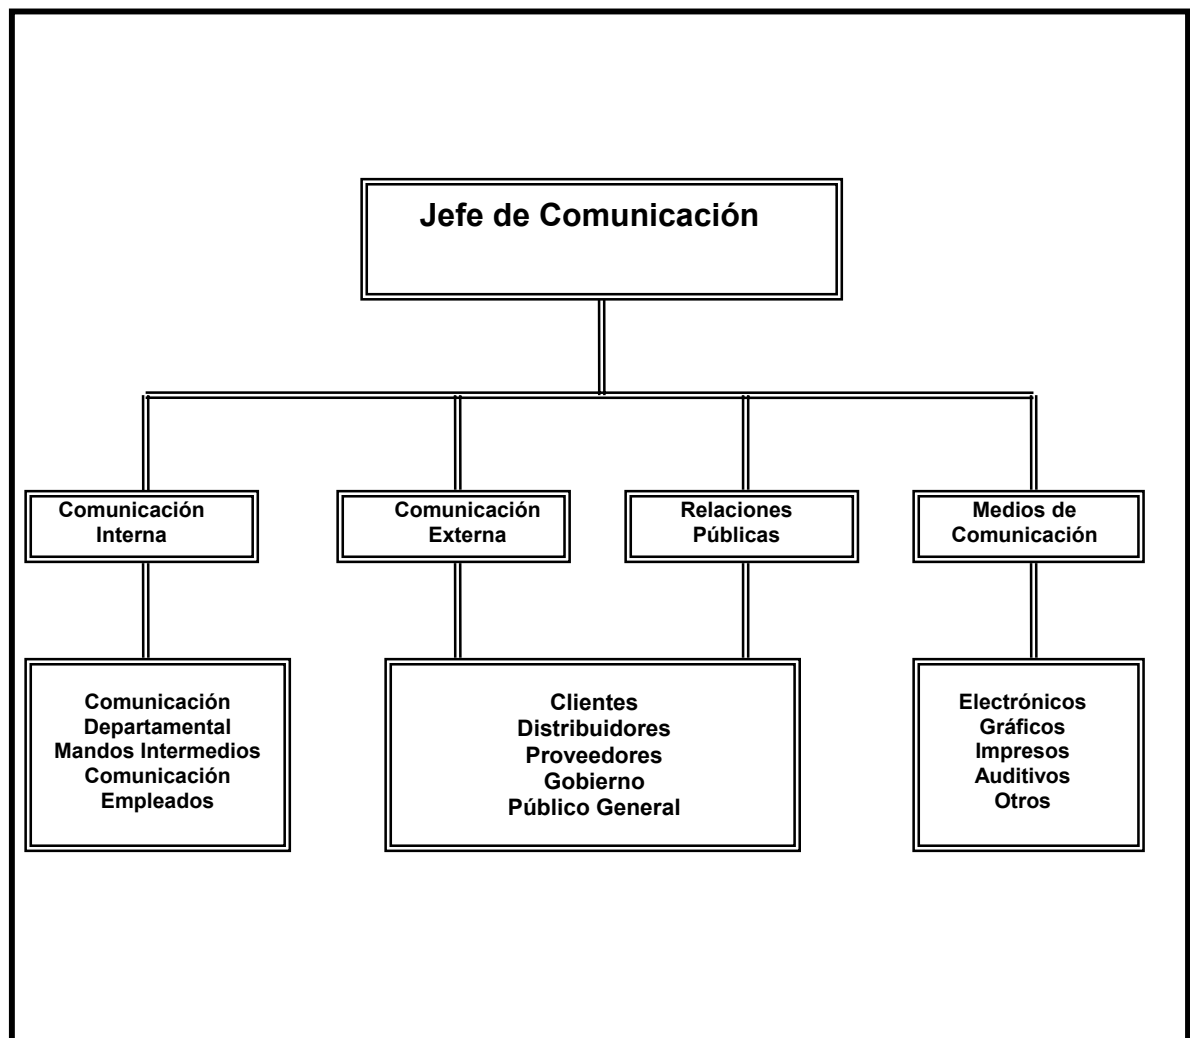 Jefe de Comunicación
Comunicación
Interna
Comunicación
Externa
Relaciones
Públicas
Medios de
Comunicación
Comunicación
Departamental
Mandos Intermedios
Comunicación
Empleados
Clientes
Distribuidores
Proveedores
Gobierno
Público General
Electrónicos
Gráficos
Impresos
Auditivos
Otros